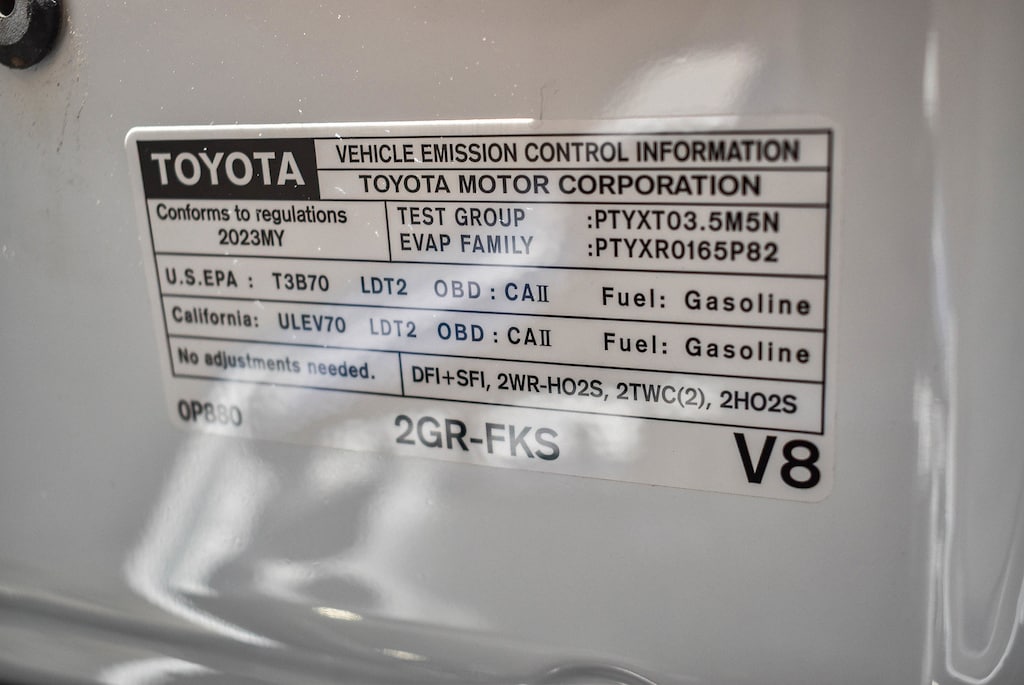 TOYOTA
VEHICLE EMISSION CONTROL INFORMATION
TOYOTA MOTOR CORPORATION
Conforms to regulations
2023MY
TEST GROUP :PTYXT03.5M5N
EVAP FAMILY :PTYXR0165P82
U.S.EPA : T3B70 LDT2 OBD : CAⅡ Fuel: Gasoline
California: ULEV70 LDT2 OBD : CAⅡ Fuel: Gasoline
No adjustments needed.
DFI+SFI, 2WR-HO2S, 2TWC(2), 2HO2S
0P880
2GR-FKS
V8